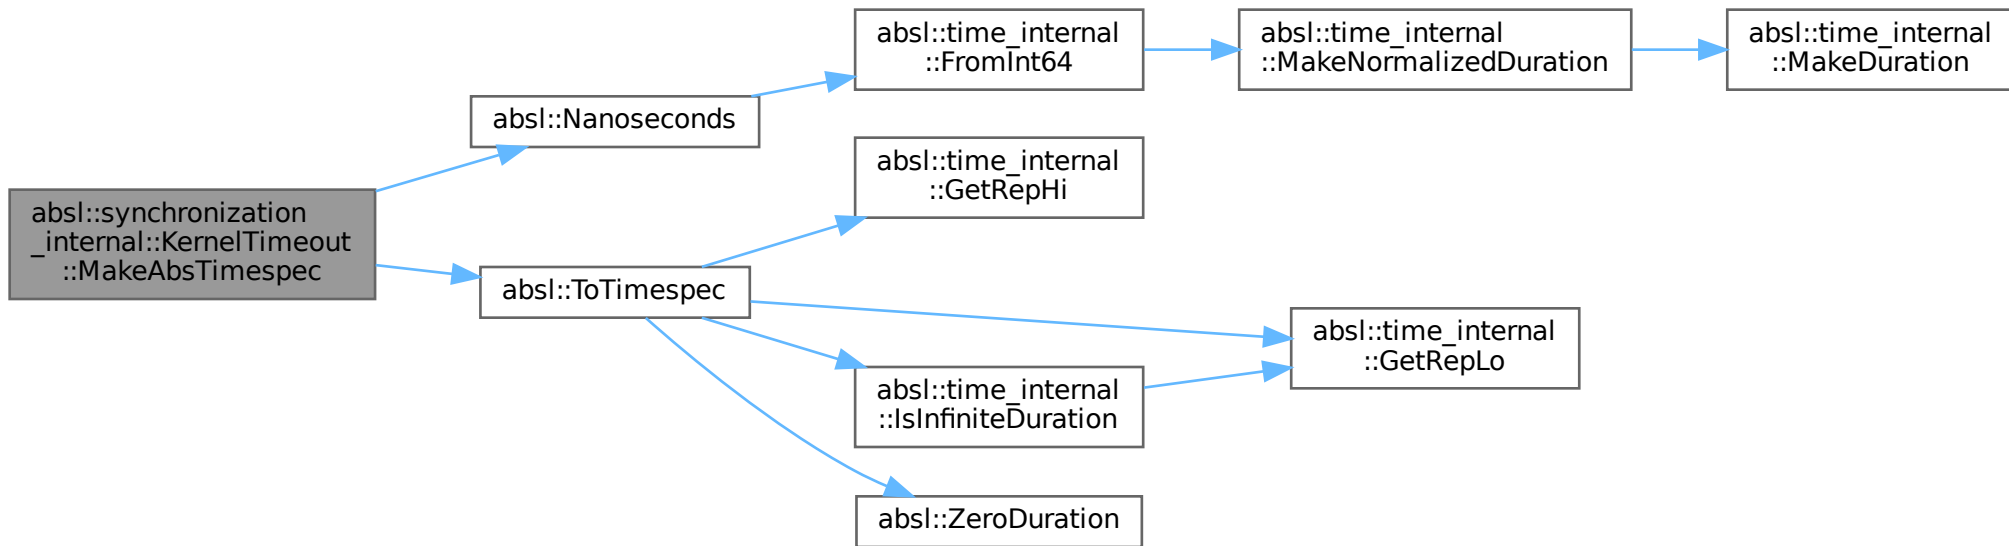 absl::time_internal
::FromInt64
absl::time_internal
::MakeNormalizedDuration
absl::time_internal
::MakeDuration
absl::Nanoseconds
absl::time_internal
::GetRepHi
absl::synchronization
_internal::KernelTimeout
::MakeAbsTimespec
absl::ToTimespec
absl::time_internal
::GetRepLo
absl::time_internal
::IsInfiniteDuration
absl::ZeroDuration